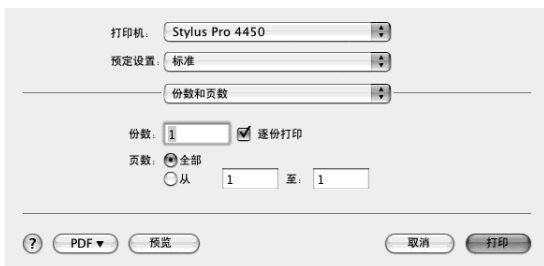 打印机： Stylus Pro 4450
预定设置： 标准
份数和页数
份数： 1 逐份打印
页数： 全部
从 1 至： 1
? PDF▼ 预览 取消 打印